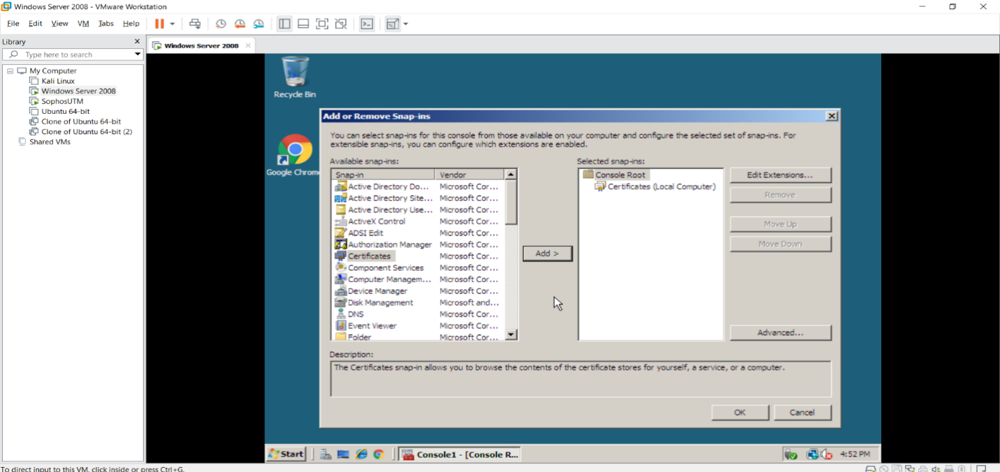 Windows Server 2008 - VMware Workstation
File Edit View VM Tabs Help
Library
Type here to search
My Computer
Kali Linux
Windows Server 2008
SophosUTM
Ubuntu 64-bit
Clone of Ubuntu 64-bit
Clone of Ubuntu 64-bit (2)
Shared VMs
Windows Server 2008
Recycle Bin
Google Chrom
Add or Remove Snap-ins
You can select snap-ins for this console from those available on your computer and configure the selected set of snap-ins. For
extensible snap-ins, you can configure which extensions are enabled.
Available snap-ins:
Snap-in Vendor
Active Directory Do... Microsoft Cor...
Active Directory Site... Microsoft Cor...
Active Directory Use... Microsoft Cor...
ActiveX Control Microsoft Cor...
ADSI Edit Microsoft Cor...
Authorization Manager Microsoft Cor...
Certificates Microsoft Cor...
Component Services Microsoft Cor...
Computer Managem... Microsoft Cor...
Device Manager Microsoft Cor...
Disk Management Microsoft and...
DNS Microsoft Cor...
Event Viewer Microsoft Cor...
Folder Microsoft Cor...
Add >
Selected snap-ins:
Console Root
Certificates (Local Computer)
Edit Extensions...
Remove
Move Up
Move Down
Advanced...
Description:
The Certificates snap-in allows you to browse the contents of the certificate stores for yourself, a service, or a computer.
OK Cancel
Start
Console1 - [Console R...
4:52 PM
To direct input to this VM, click inside or press Ctrl+G.